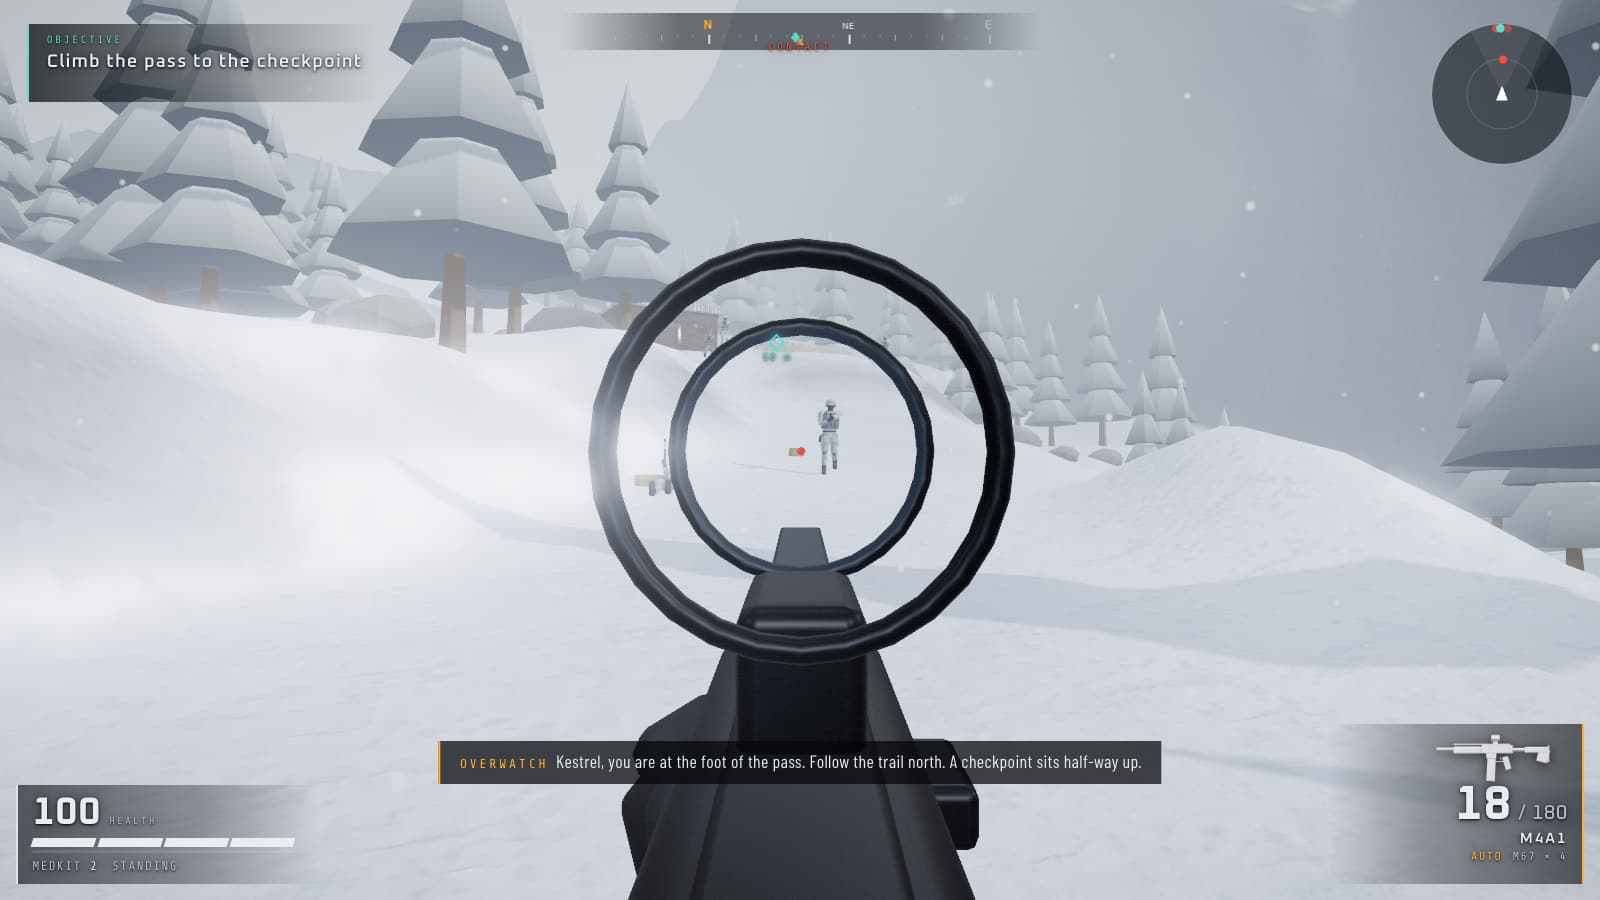 OBJECTIVE
Climb the pass to the checkpoint
N NE E
CONTACT
OVERWATCH Kestrel, you are at the foot of the pass. Follow the trail north. A checkpoint sits half-way up.
100 HEALTH
MEDKIT 2 STANDING
18 / 180
M4A1
AUTO M67 × 4